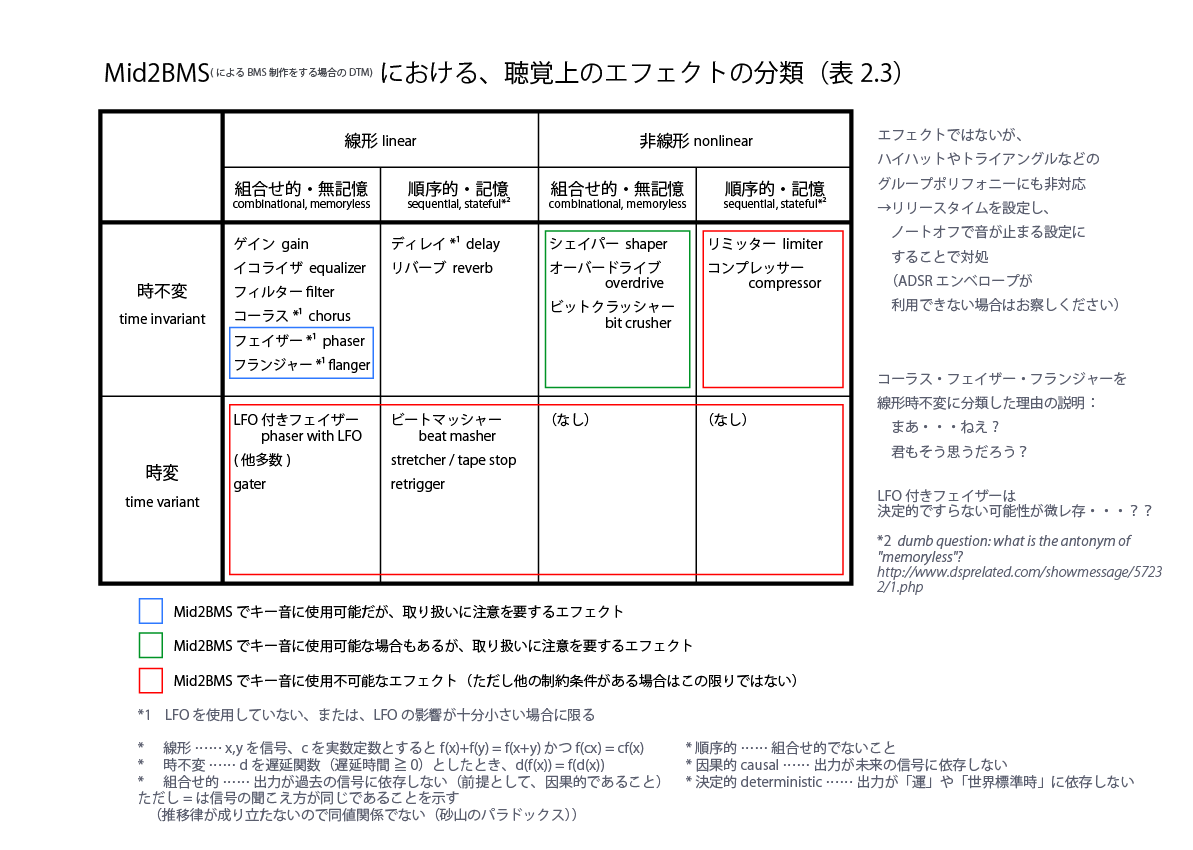 Mid2BMS(によるBMS制作をする場合のDTM) における、聴覚上のエフェクトの分類（表 2.3）
線形 linear
非線形 nonlinear
組合せ的・無記憶
combinational, memoryless
順序的・記憶
sequential, stateful*2
組合せ的・無記憶
combinational, memoryless
順序的・記憶
sequential, stateful*2
時不変
time invariant
ゲイン gain
イコライザ equalizer
フィルター filter
コーラス *1 chorus
フェイザー *1 phaser
フランジャー *1 flanger
ディレイ *1 delay
リバーブ reverb
シェイパー shaper
オーバードライブ
overdrive
ビットクラッシャー
bit crusher
リミッター limiter
コンプレッサー
compressor
時変
time variant
LFO 付きフェイザー
phaser with LFO
( 他多数 )
gater
ビートマッシャー
beat masher
stretcher / tape stop
retrigger
（なし）
（なし）
エフェクトではないが、
ハイハットやトライアングルなどの
グループポリフォニーにも非対応
→リリースタイムを設定し、
ノートオフで音が止まる設定に
することで対処
（ADSR エンベロープが
利用できない場合はお察しください）
コーラス・フェイザー・フランジャーを
線形時不変に分類した理由の説明：
まあ・・・ねえ？
君もそう思うだろう？
LFO 付きフェイザーは
決定的ですらない可能性が微レ存・・・？？
*2 dumb question: what is the antonym of
"memoryless"?
http://www.dsprelated.com/showmessage/5723
2/1.php
Mid2BMS でキー音に使用可能だが、取り扱いに注意を要するエフェクト
Mid2BMS でキー音に使用可能な場合もあるが、取り扱いに注意を要するエフェクト
Mid2BMS でキー音に使用不可能なエフェクト（ただし他の制約条件がある場合はこの限りではない）
*1 LFO を使用していない、または、LFO の影響が十分小さい場合に限る
* 線形 …… x,y を信号、c を実数定数とすると f(x)+f(y) = f(x+y) かつ f(cx) = cf(x)
* 時不変 …… d を遅延関数（遅延時間 ≧ 0）としたとき、d(f(x)) = f(d(x))
* 組合せ的 …… 出力が過去の信号に依存しない（前提として、因果的であること）
ただし = は信号の聞こえ方が同じであることを示す
（推移律が成り立たないので同値関係でない（砂山のパラドックス））
* 順序的 …… 組合せ的でないこと
* 因果的 causal …… 出力が未来の信号に依存しない
* 決定的 deterministic …… 出力が「運」や「世界標準時」に依存しない